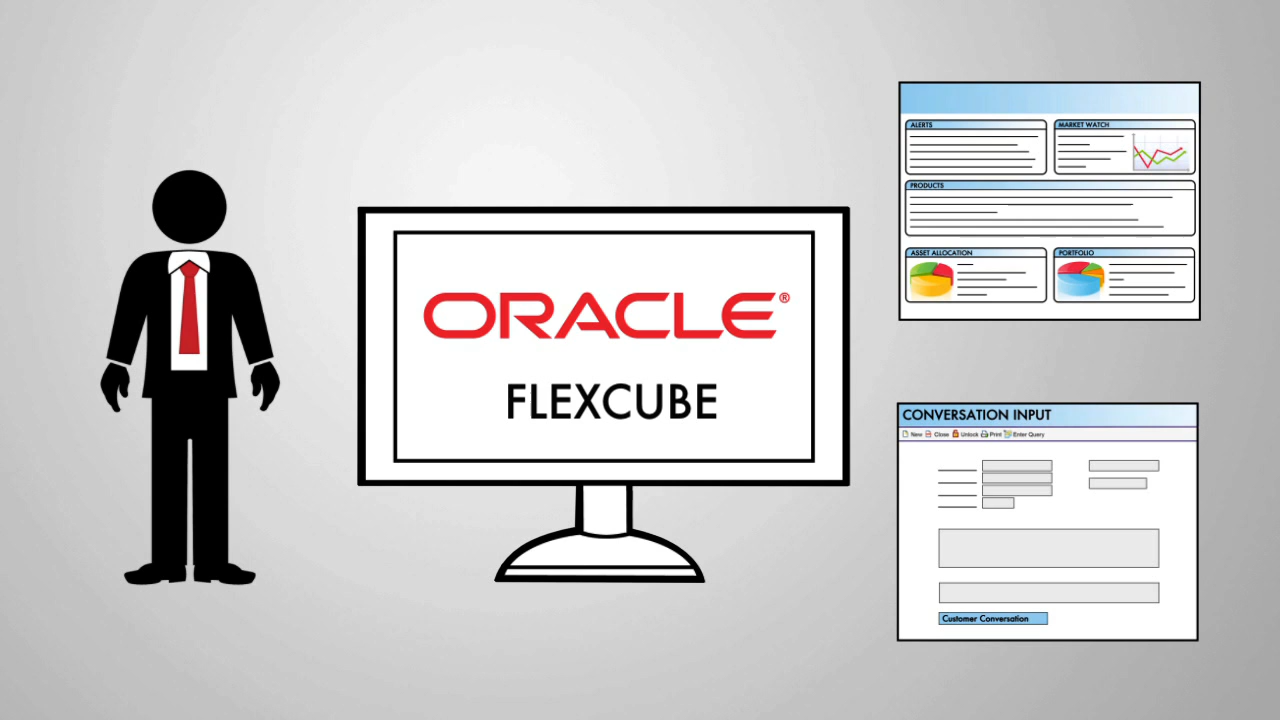 ORACLE®
FLEXCUBE
ALERTS
MARKET WATCH
PRODUCTS
ASSET ALLOCATION
PORTFOLIO
CONVERSATION INPUT
New Close Unlock Print Enter Query
Customer Conversation